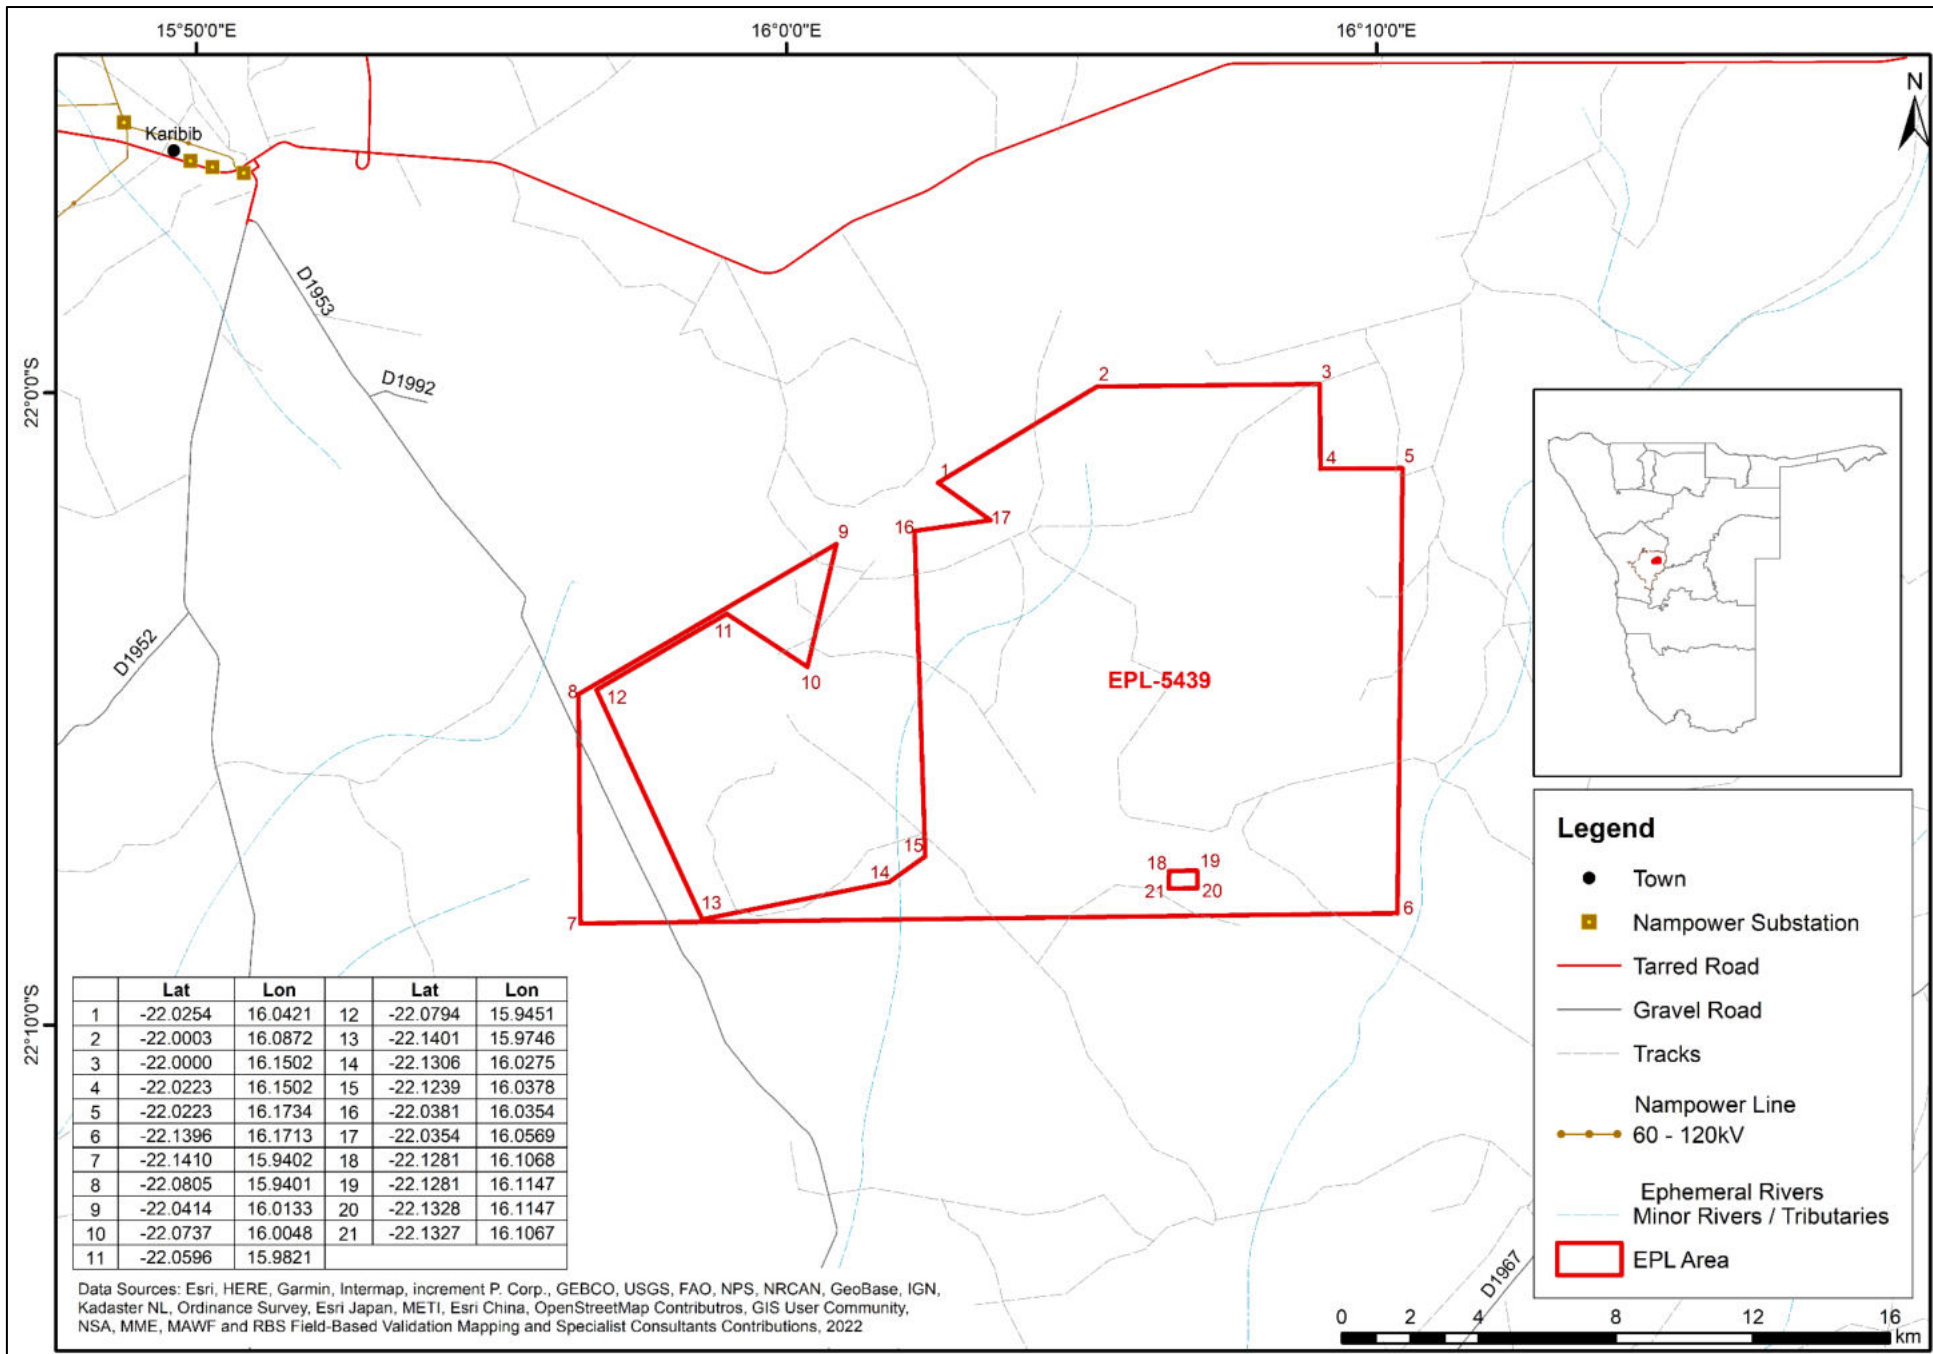 15°50'0"E
16°0'0"E
16°10'0"E
N
Karibib
D1953
D1992
22°0'0"S
2
3
1
4
5
17
16
9
11
10
8
12
D1952
EPL-5439
15
14
18
19
21
20
13
7
6
22°10'0"S
D1967
Lat Lon Lat Lon
1 -22.0254 16.0421 12 -22.0794 15.9451
2 -22.0003 16.0872 13 -22.1401 15.9746
3 -22.0000 16.1502 14 -22.1306 16.0275
4 -22.0223 16.1502 15 -22.1239 16.0378
5 -22.0223 16.1734 16 -22.0381 16.0354
6 -22.1396 16.1713 17 -22.0354 16.0569
7 -22.1410 15.9402 18 -22.1281 16.1068
8 -22.0805 15.9401 19 -22.1281 16.1147
9 -22.0414 16.0133 20 -22.1328 16.1147
10 -22.0737 16.0048 21 -22.1327 16.1067
11 -22.0596 15.9821
Legend
Town
Nampower Substation
Tarred Road
Gravel Road
Tracks
Nampower Line
60 - 120kV
Ephemeral Rivers
Minor Rivers / Tributaries
EPL Area
Data Sources: Esri, HERE, Garmin, Intermap, increment P. Corp., GEBCO, USGS, FAO, NPS, NRCAN, GeoBase, IGN,
Kadaster NL, Ordinance Survey, Esri Japan, METI, Esri China, OpenStreetMap Contributros, GIS User Community,
NSA, MME, MAWF and RBS Field-Based Validation Mapping and Specialist Consultants Contributions, 2022
0 2 4 8 12 16
km